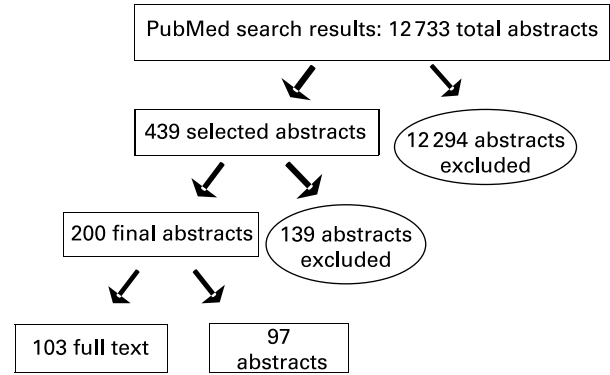 PubMed search results: 12 733 total abstracts
439 selected abstracts
12 294 abstracts
excluded
200 final abstracts
139 abstracts
excluded
103 full text
97
abstracts